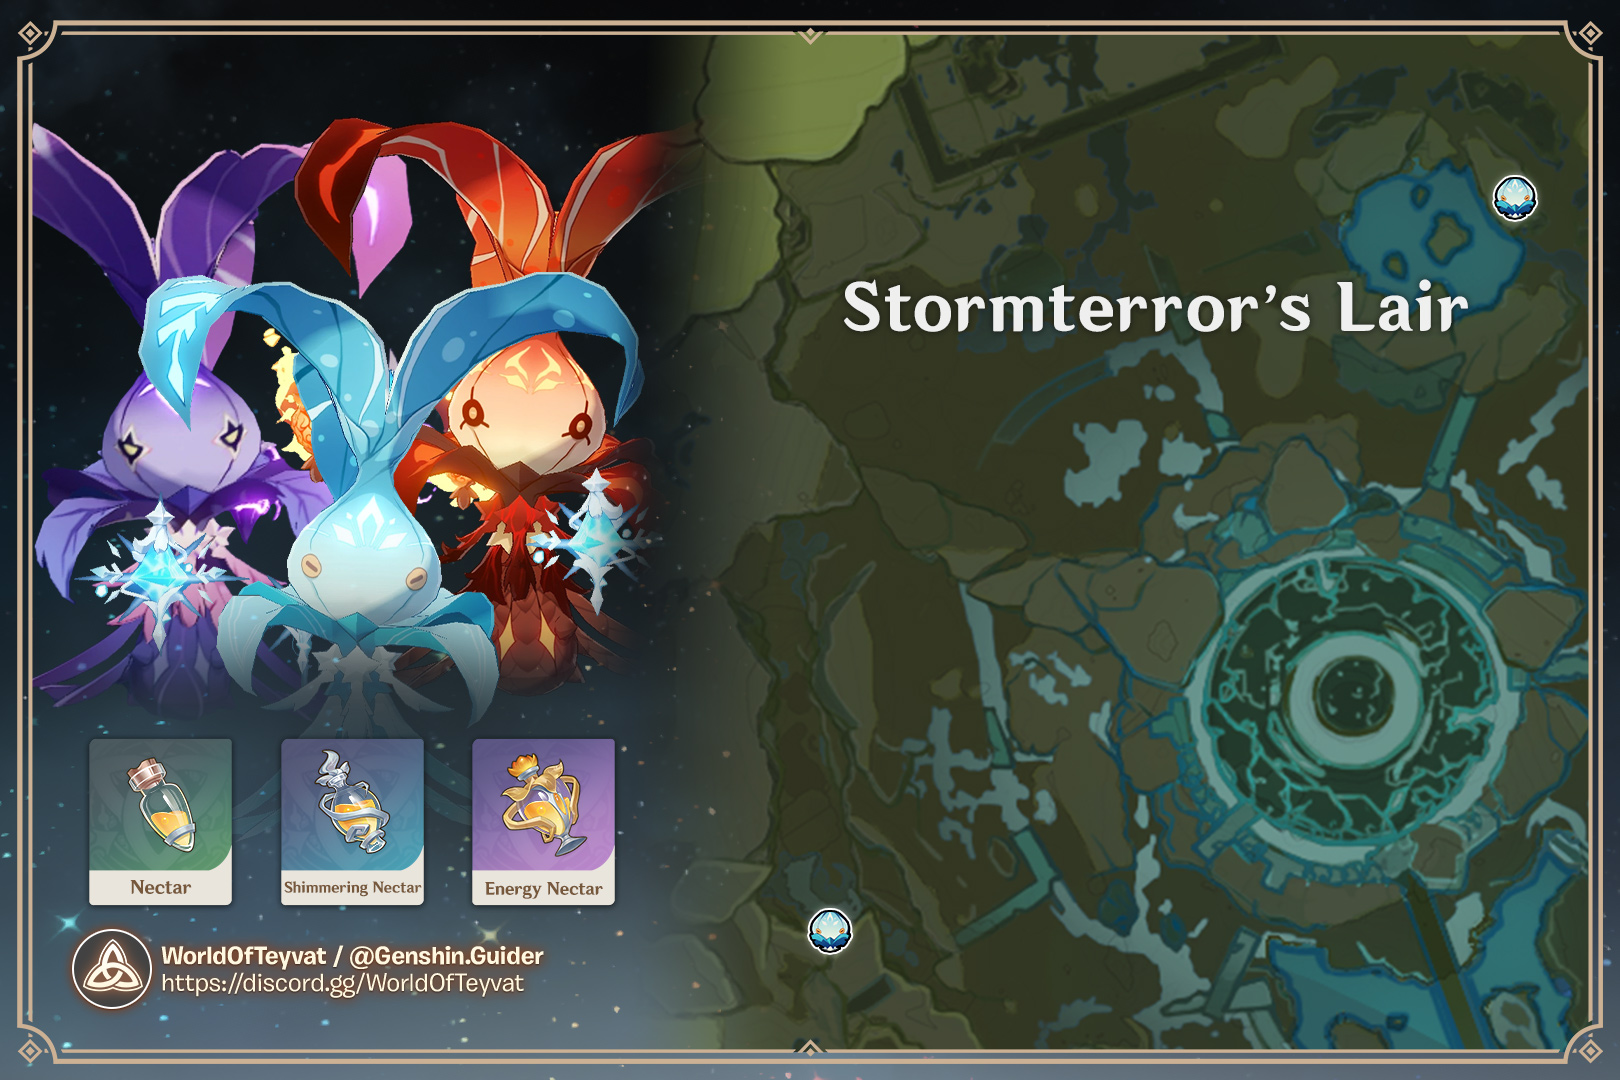 Stormterror's Lair
Nectar
Shimmering Nectar
Energy Nectar
WorldOfTeyvat / @Genshin.Guider
https://discord.gg/WorldOfTeyvat